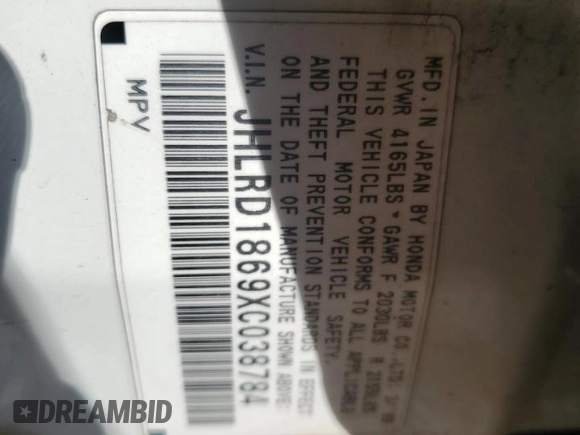 MFD. IN JAPAN BY HONDA MOTOR CO., LTD.
GVWR 4165LBS GAWR F 2030LBS R
THIS VEHICLE CONFORMS TO ALL APPLICABLE
FEDERAL MOTOR VEHICLE SAFETY
AND THEFT PREVENTION STANDARDS IN EFFECT
ON THE DATE OF MANUFACTURE SHOWN ABOVE.
V.I.N. JHLRD1869XC038784
MPV
DREAMBID